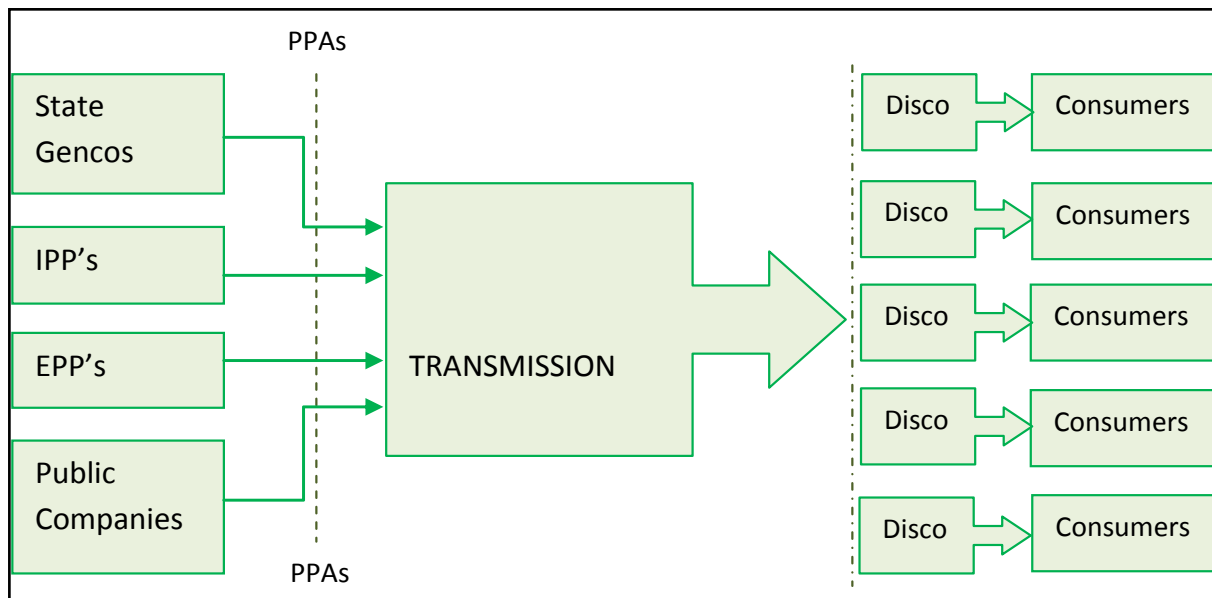 PPAs
State
Gencos
IPP's
EPP's
Public
Companies
PPAs
TRANSMISSION
Disco
Consumers
Disco
Consumers
Disco
Consumers
Disco
Consumers
Disco
Consumers